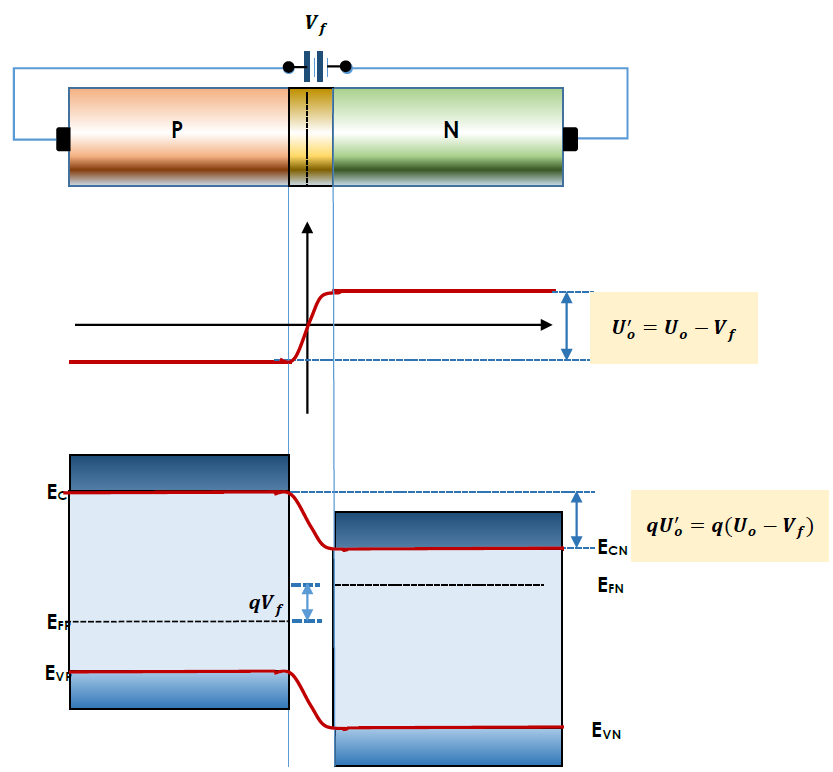 V_f
P
N
U'_o = U_o − V_f
E_C
qU'_o = q(U_o − V_f)
E_CN
qV_f
E_FN
E_FP
E_VP
E_VN